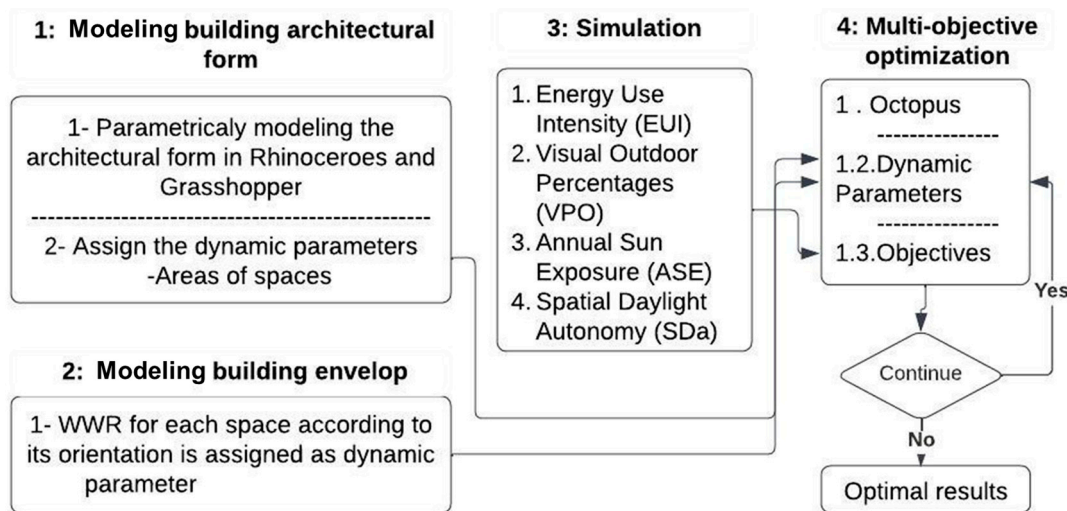 1: Modeling building architectural
form
1- Parametricaly modeling the
architectural form in Rhinoceroes and
Grasshopper
------------------------------------------------
2- Assign the dynamic parameters
-Areas of spaces
2: Modeling building envelop
1- WWR for each space according to
its orientation is assigned as dynamic
parameter
3: Simulation
1. Energy Use
Intensity (EUI)
2. Visual Outdoor
Percentages
(VPO)
3. Annual Sun
Exposure (ASE)
4. Spatial Daylight
Autonomy (SDa)
4: Multi-objective
optimization
1 . Octopus
---------------
1.2.Dynamic
Parameters
---------------
1.3.Objectives
Yes
Continue
No
Optimal results